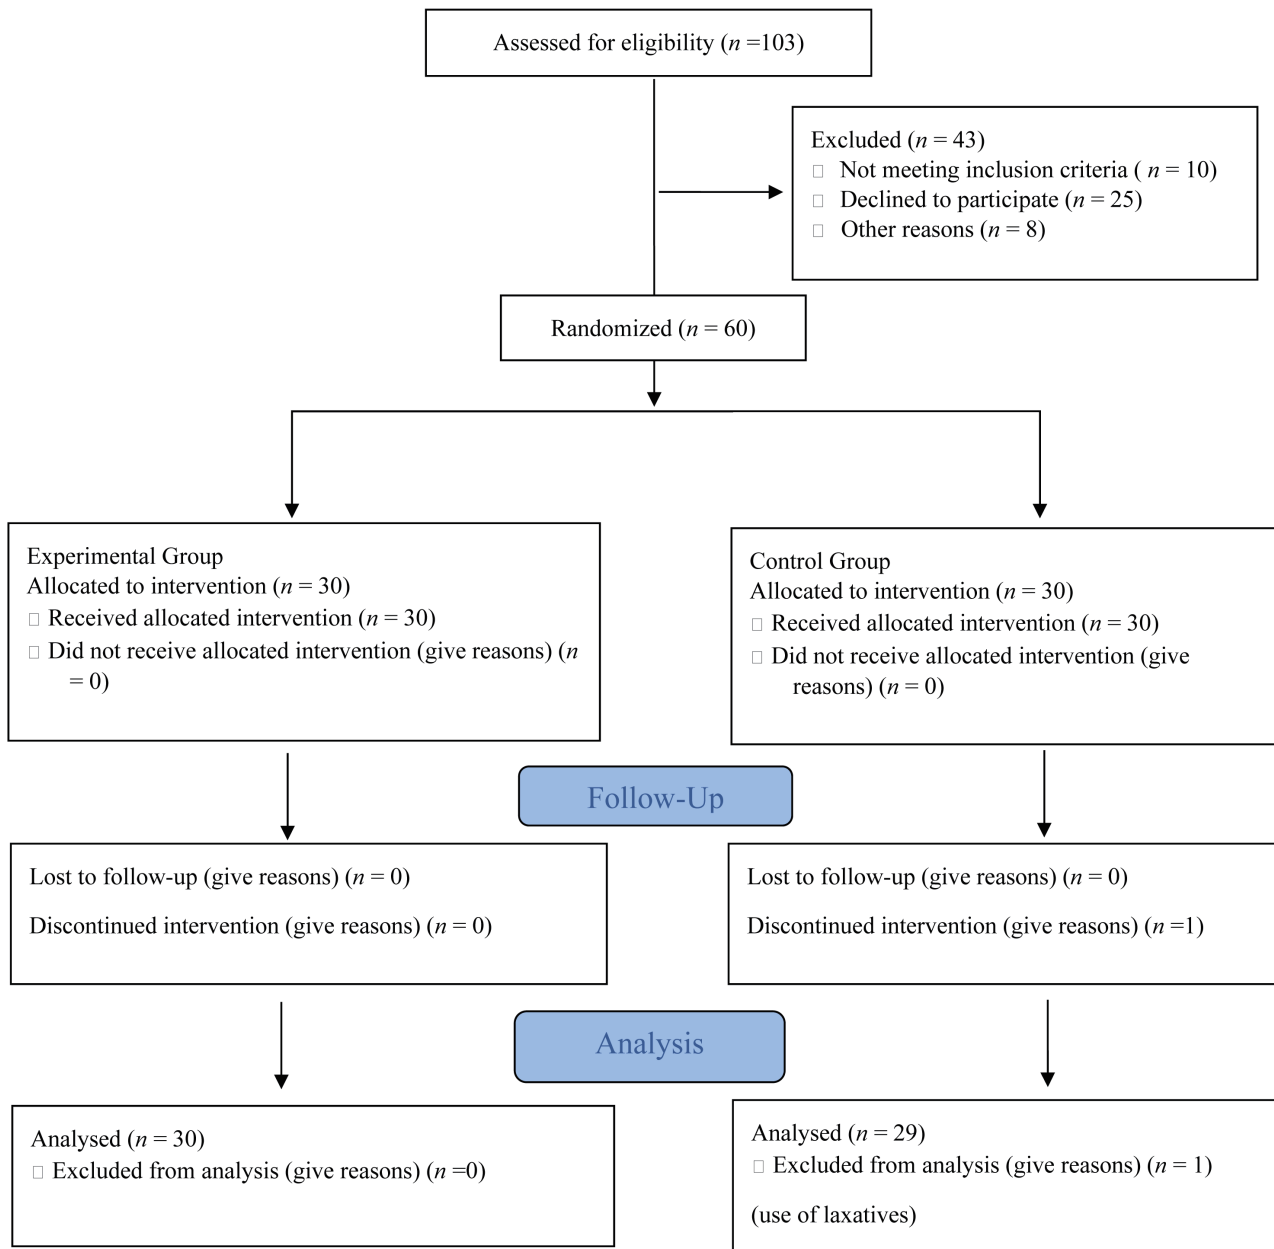 Assessed for eligibility (n =103)
Excluded (n = 43)
Not meeting inclusion criteria ( n = 10)
Declined to participate (n = 25)
Other reasons (n = 8)
Randomized (n = 60)
Experimental Group
Allocated to intervention (n = 30)
Received allocated intervention (n = 30)
Did not receive allocated intervention (give reasons) (n
= 0)
Control Group
Allocated to intervention (n = 30)
Received allocated intervention (n = 30)
Did not receive allocated intervention (give
reasons) (n = 0)
Follow-Up
Lost to follow-up (give reasons) (n = 0)
Discontinued intervention (give reasons) (n = 0)
Lost to follow-up (give reasons) (n = 0)
Discontinued intervention (give reasons) (n =1)
Analysis
Analysed (n = 30)
Excluded from analysis (give reasons) (n =0)
Analysed (n = 29)
Excluded from analysis (give reasons) (n = 1)
(use of laxatives)